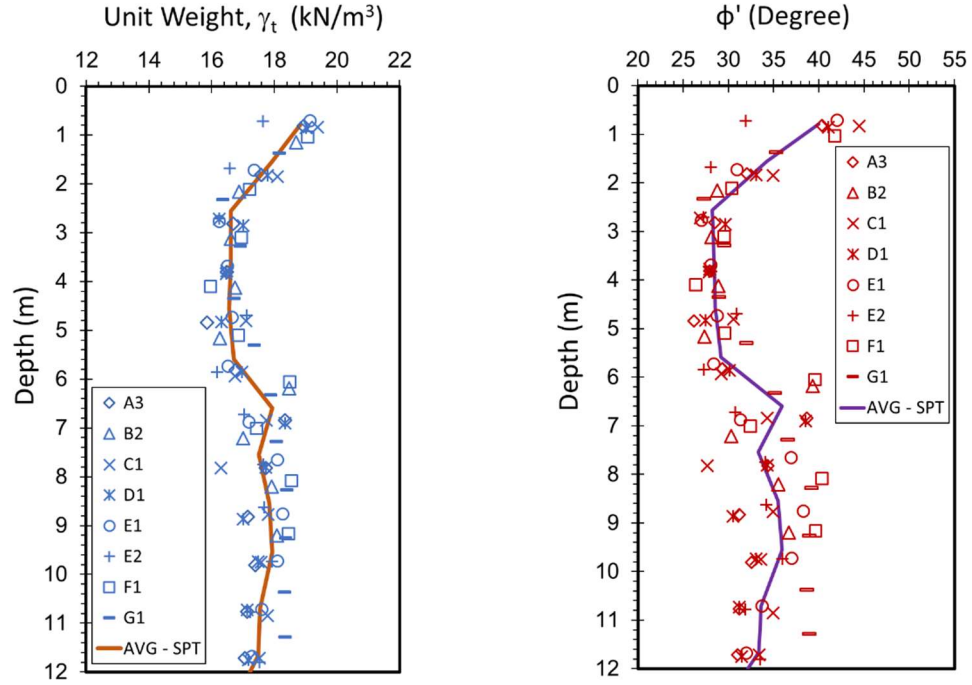 Unit Weight, γt (kN/m³)
12 14 16 18 20 22
0
1
2
3
4
5
6
7
8
9
10
11
12
Depth (m)
A3
B2
C1
D1
E1
E2
F1
G1
AVG - SPT
ϕ' (Degree)
20 25 30 35 40 45 50 55
0
1
2
3
4
5
6
7
8
9
10
11
12
Depth (m)
A3
B2
C1
D1
E1
E2
F1
G1
AVG - SPT